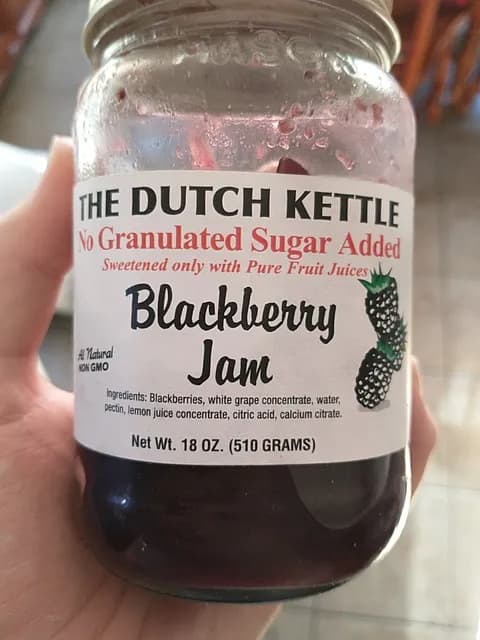 MASON
THE DUTCH KETTLE
No Granulated Sugar Added
Sweetened only with Pure Fruit Juices
Blackberry
Jam
All Natural
NON GMO
Ingredients: Blackberries, white grape concentrate, water,
pectin, lemon juice concentrate, citric acid, calcium citrate.
Net Wt. 18 OZ. (510 GRAMS)